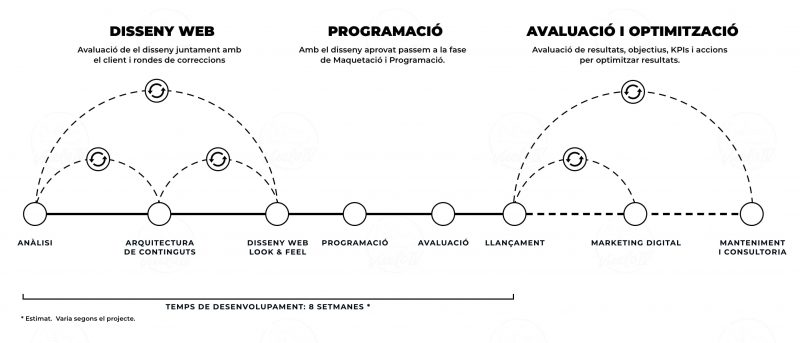 DISSENY WEB
Avaluació de el disseny juntament amb
el client i rondes de correccions
PROGRAMACIÓ
Amb el disseny aprovat passem a la fase
de Maquetació i Programació.
AVALUACIÓ I OPTIMITZACIÓ
Avaluació de resultats, objectius, KPIs i accions
per optimitzar resultats.
ANÀLISI
ARQUITECTURA
DE CONTINGUTS
DISSENY WEB
LOOK & FEEL
PROGRAMACIÓ
AVALUACIÓ
LLANÇAMENT
MARKETING DIGITAL
MANTENIMENT
I CONSULTORIA
TEMPS DE DESENVOLUPAMENT: 8 SETMANES *
* Estimat. Varia segons el projecte.